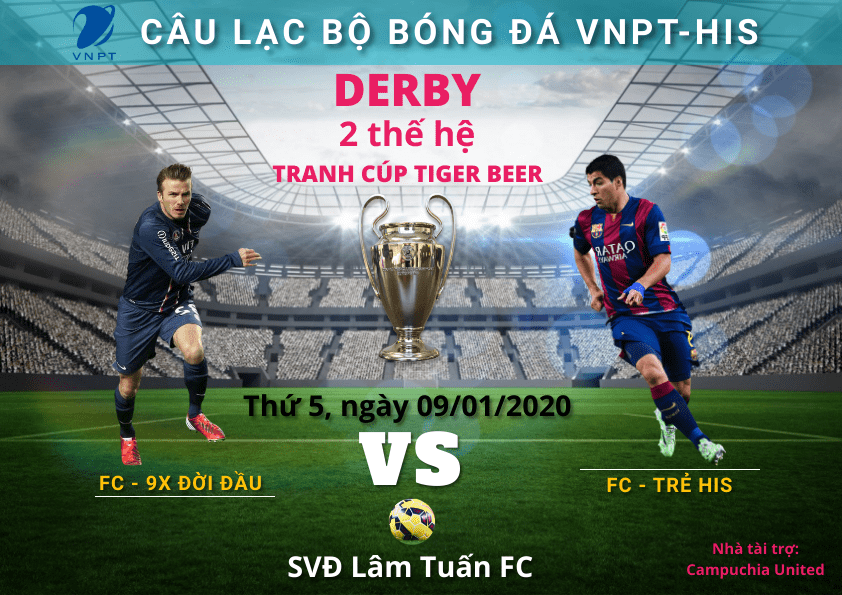 VNPT
CÂU LẠC BỘ BÓNG ĐÁ VNPT-HIS
DERBY
2 thế hệ
TRANH CÚP TIGER BEER
QATAR
AIRWAYS
Thứ 5, ngày 09/01/2020
VS
FC - 9X ĐỜI ĐẦU
FC - TRẺ HIS
SVĐ Lâm Tuấn FC
Nhà tài trợ:
Campuchia United